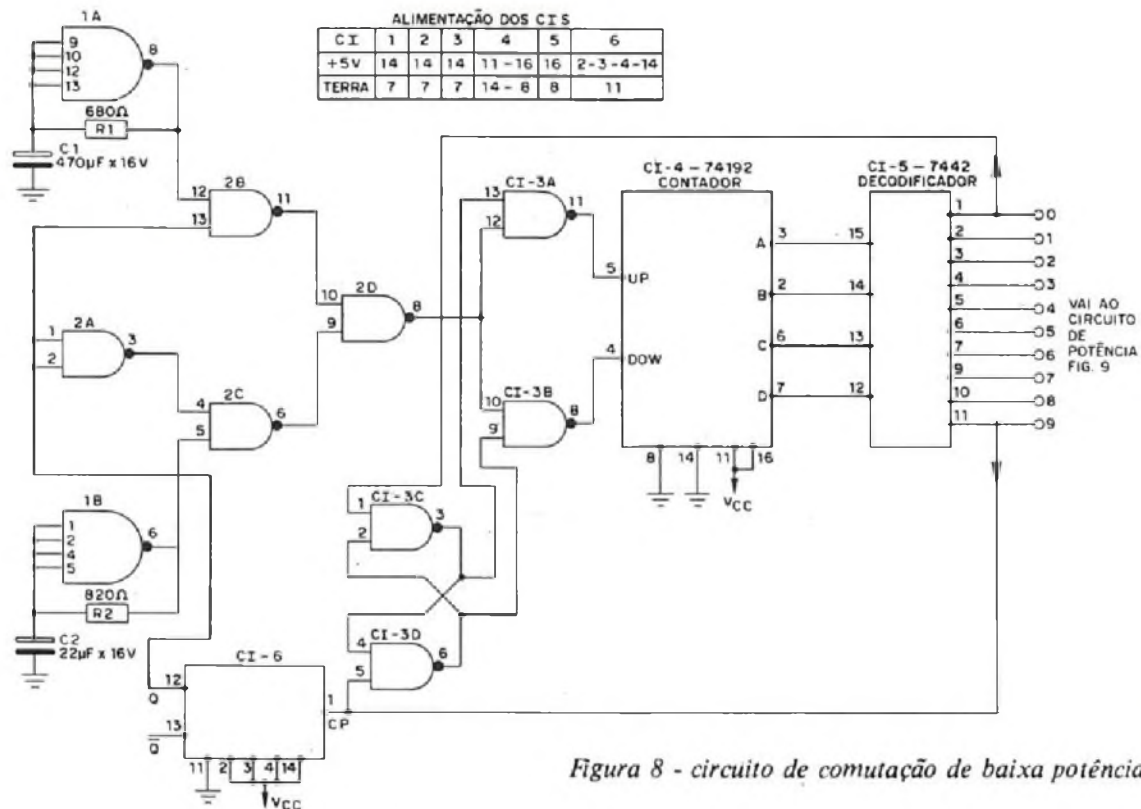 ALIMENTAÇÃO DOS CIS
CI 1 2 3 4 5 6
+5V 14 14 14 11-16 16 2-3-4-14
TERRA 7 7 7 14-8 8 11
1A
9
10
12
13
8
680Ω
R1
C1
470µF x 16V
2B
12
13
11
2A
1
2
3
2C
4
5
6
2D
10
9
8
1B
1
2
4
5
6
820Ω
R2
C2
22µF x 16V
CI-6
Q 12
Q̅ 13
1
CP
11
2
3
4
14
VCC
CI-3A
13
12
11
CI-3B
10
9
8
CI-3C
1
2
3
CI-3D
4
5
6
CI-4-74192
CONTADOR
5 UP
4 DOW
A 3
B 2
C 6
D 7
8
14
11
16
VCC
CI-5-7442
DECODIFICADOR
15
14
13
12
1 0
2 1
3 2
4 3
5 4
6 5
7 6
9 7
10 8
11 9
VAI AO
CIRCUITO
DE
POTÊNCIA
FIG. 9
Figura 8 - circuito de comutação de baixa potência